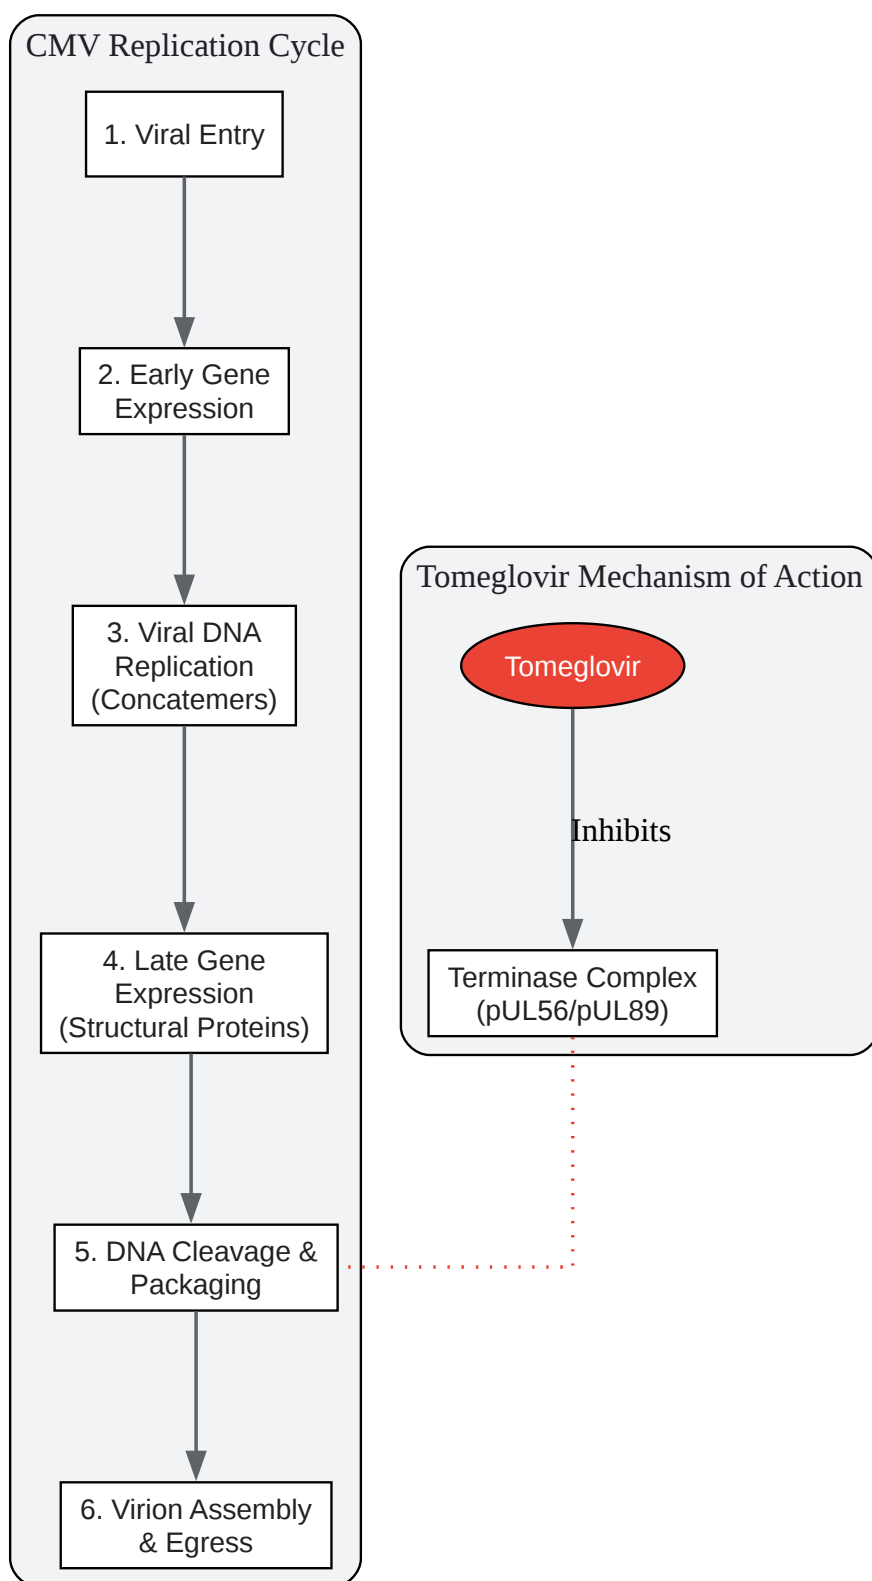 CMV Replication Cycle
1. Viral Entry
2. Early Gene
Expression
3. Viral DNA
Replication
(Concatemers)
4. Late Gene
Expression
(Structural Proteins)
5. DNA Cleavage &
Packaging
6. Virion Assembly
& Egress
Tomeglovir Mechanism of Action
Tomeglovir
Inhibits
Terminase Complex
(pUL56/pUL89)